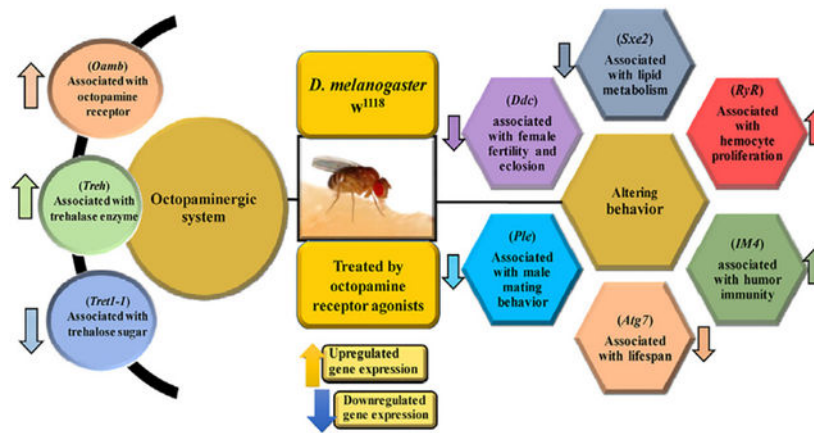 (Oamb)
Associated with
octopamine
receptor
(Treh)
Associated with
trehalase enzyme
(Tret1-1)
Associated with
trehalose sugar
Octopaminergic
system
D. melanogaster
w1118
Treated by
octopamine
receptor agonists
Upregulated
gene expression
Downregulated
gene expression
(Sxe2)
Associated
with lipid
metabolism
(Ddc)
associated
with female
fertility and
eclosion
(RyR)
Associated
with
hemocyte
proliferation
Altering
behavior
(Ple)
Associated
with male
mating
behavior
(IM4)
associated
with humor
immunity
(Atg7)
Associated
with lifespan